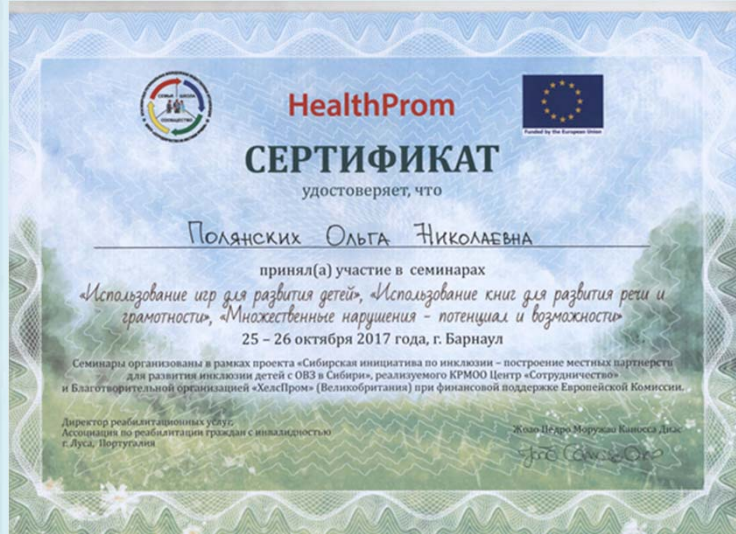 СЕМЬЯ ШКОЛА
СООБЩЕСТВО
HealthProm
Funded by the European Union
СЕРТИФИКАТ
удостоверяет, что
Полянских Ольга Николаевна
принял(а) участие в семинарах
«Использование игр для развития детей», «Использование книг для развития речи и
грамотности», «Множественные нарушения - потенциал и возможности»
25 – 26 октября 2017 года, г. Барнаул
Семинары организованы в рамках проекта «Сибирская инициатива по инклюзии – построение местных партнерств
для развития инклюзии детей с ОВЗ в Сибири», реализуемого КРМОО Центр «Сотрудничество»
и Благотворительной организацией «ХелсПром» (Великобритания) при финансовой поддержке Европейской Комиссии.
Директор реабилитационных услуг,
Ассоциация по реабилитации граждан с инвалидностью
г. Луса, Португалия
Жоао Педро Моружао Каносса Диас